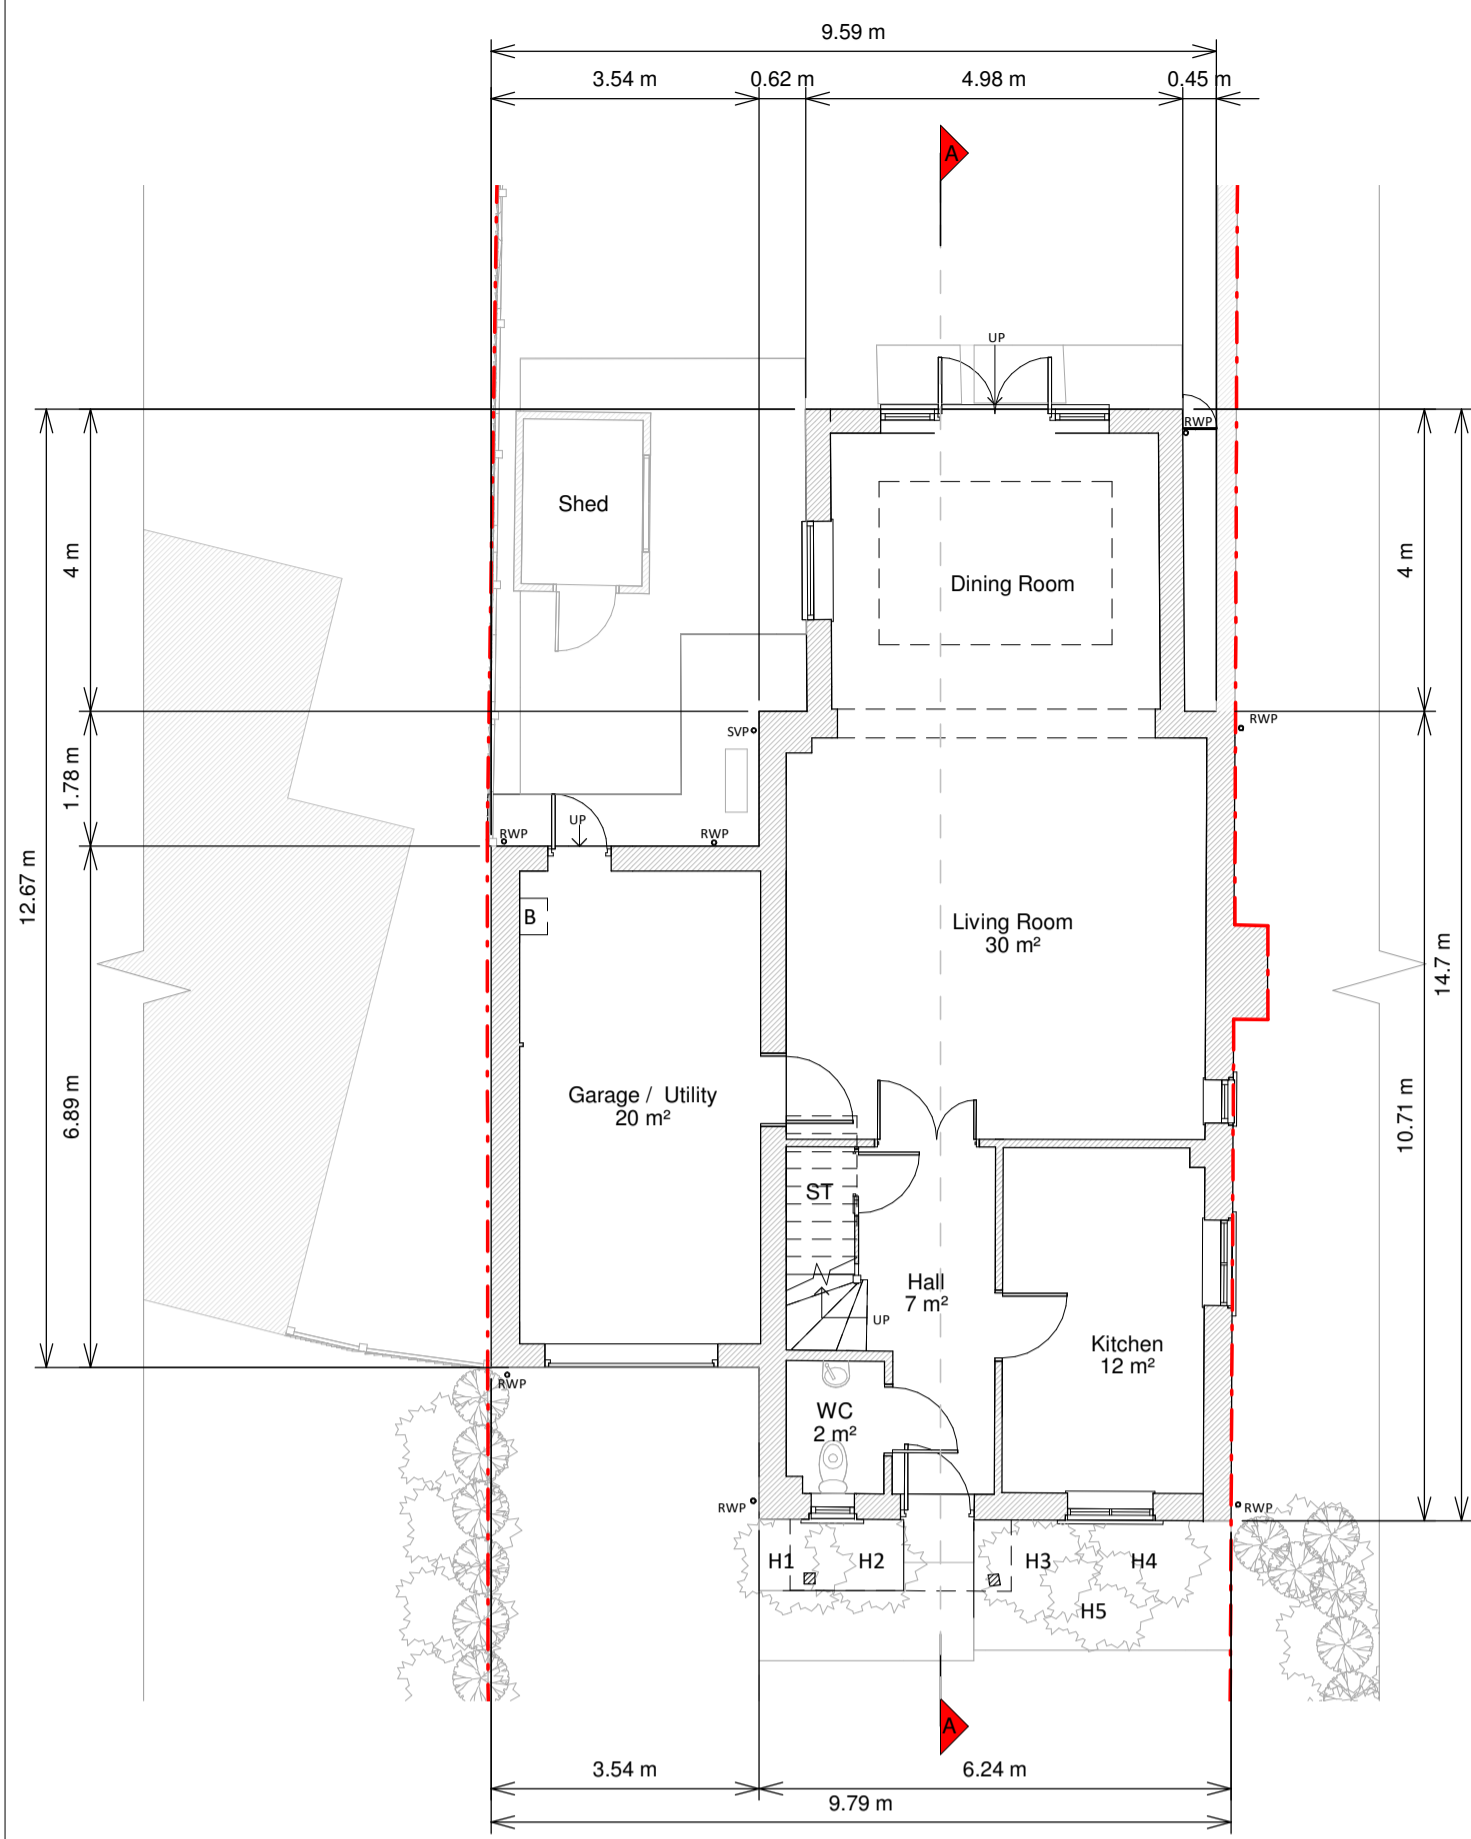 9.59 m
3.54 m
0.62 m
4.98 m
0.45 m
A
UP
RWP
Shed
4 m
Dining Room
4 m
SVP
RWP
1.78 m
RWP
UP
RWP
12.67 m
B
Living Room
30 m²
14.7 m
6.89 m
Garage / Utility
20 m²
10.71 m
ST
Hall
7 m²
UP
Kitchen
12 m²
RWP
WC
2 m²
RWP
RWP
H1
H2
H3
H4
H5
A
3.54 m
6.24 m
9.79 m